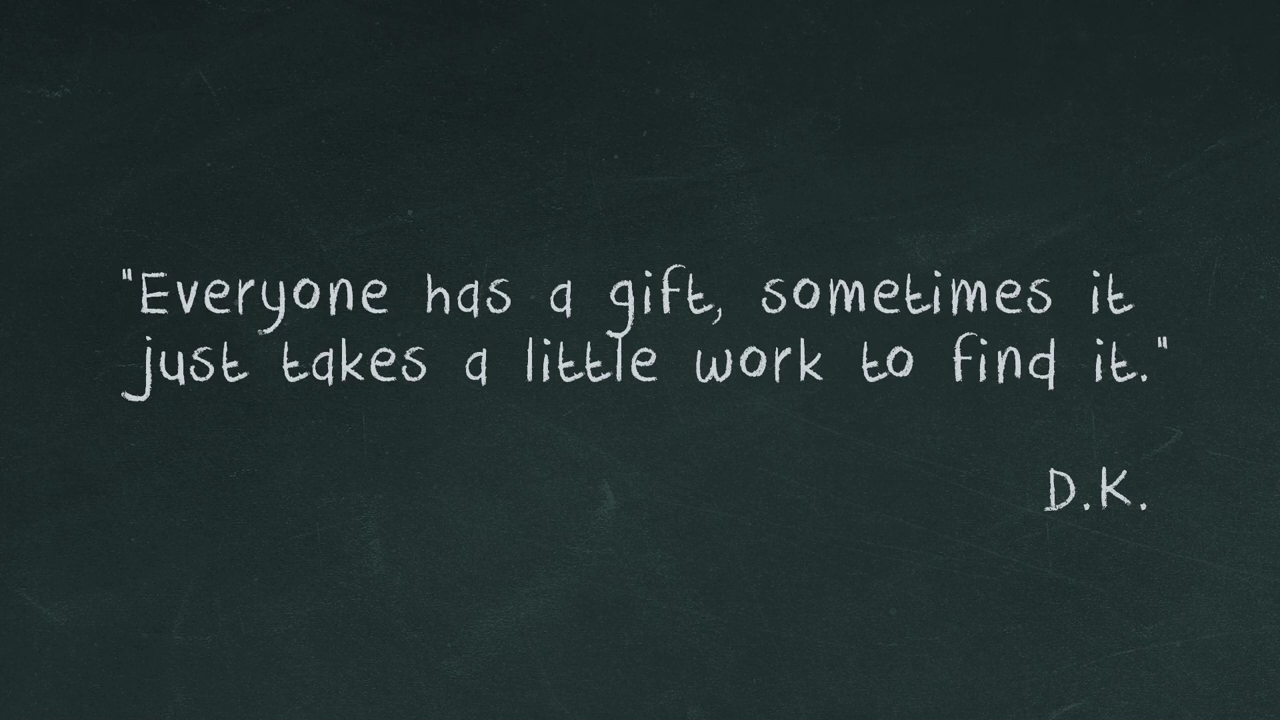 "Everyone has a gift, sometimes it
just takes a little work to find it."
D.K.